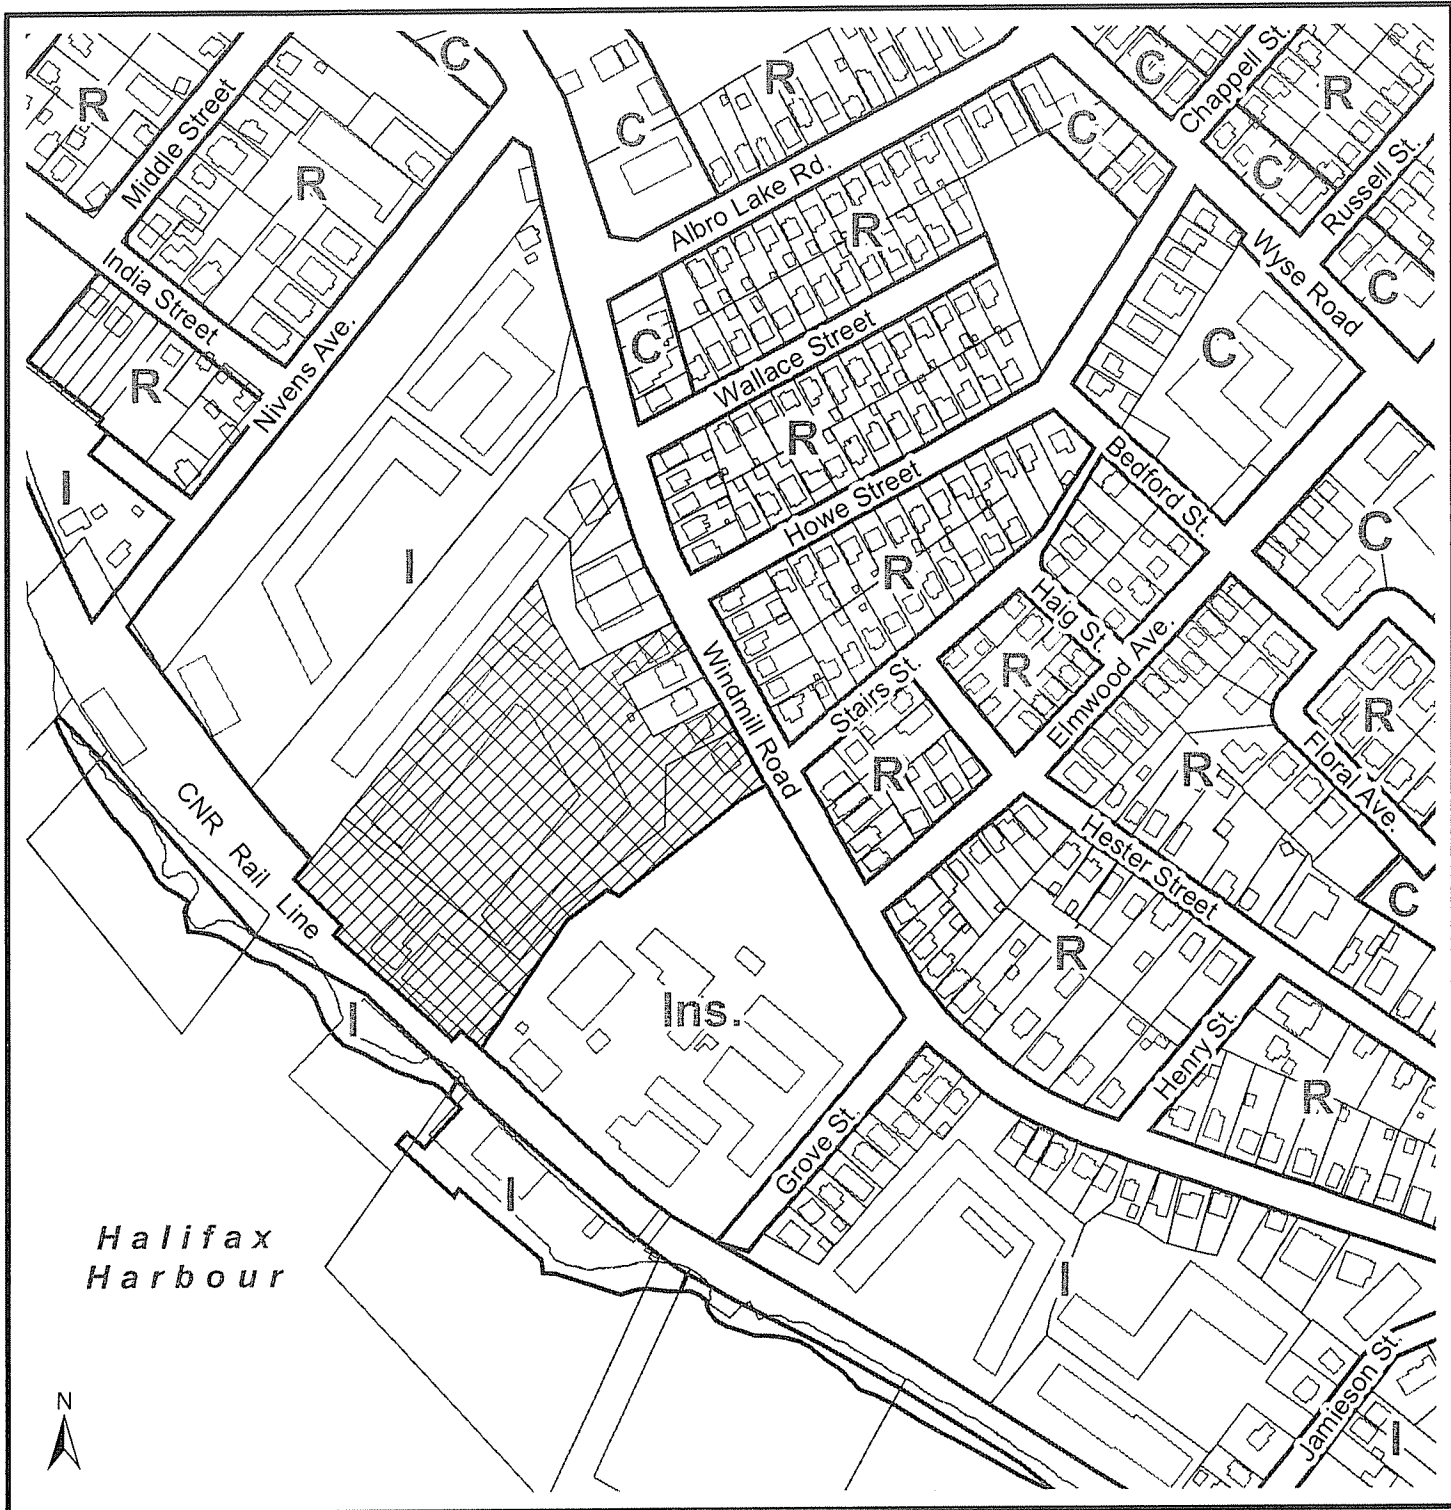 C
R
C
R
C
R
Chappell St.
Middle Street
C
C
R
Albro Lake Rd.
C
Russell St.
R
India Street
Wyse Road
C
C
Wallace Street
C
R
Nivens Ave.
R
Bedford St.
I
Howe Street
C
I
R
Haig St.
Elmwood Ave.
R
Windmill Road
Stairs St.
R
R
R
Floral Ave.
CNR Rail Line
Hester Street
C
R
Ins.
I
Henry St.
R
Grove St.
I
Halifax
Harbour
I
N
Jamieson St.
I